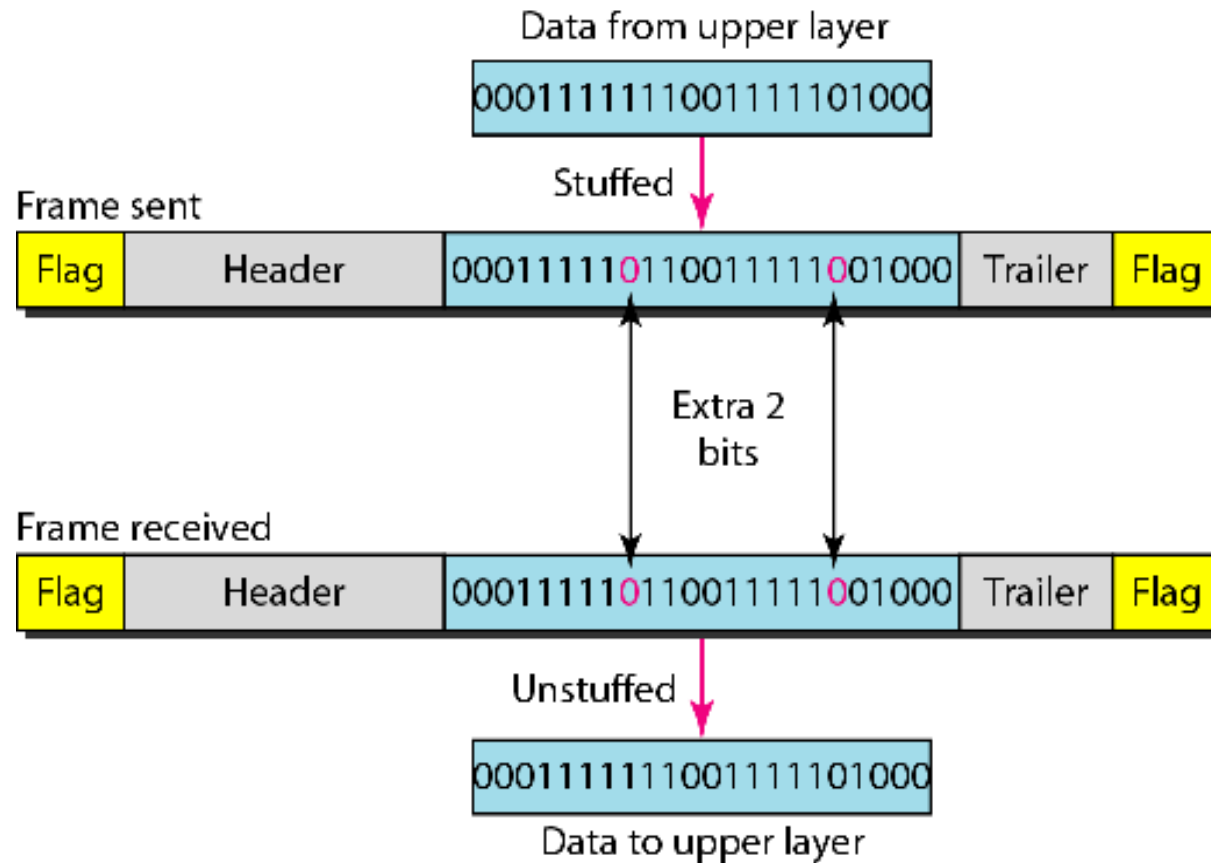 Data from upper layer
0001111111001111101000
Stuffed
Frame sent
Flag Header 000111110110011111001000 Trailer Flag
Extra 2
bits
Frame received
Flag Header 000111110110011111001000 Trailer Flag
Unstuffed
0001111111001111101000
Data to upper layer